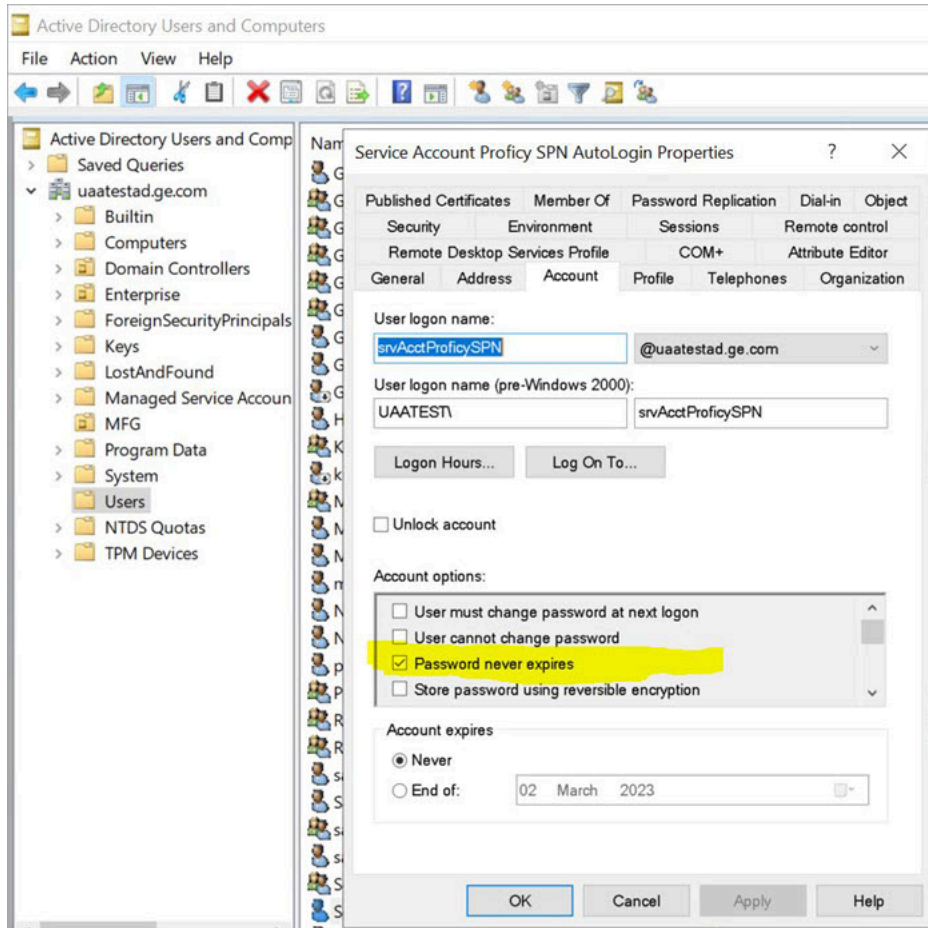 Active Directory Users and Computers
File Action View Help
Active Directory Users and Comp
Saved Queries
uaatestad.ge.com
Builtin
Computers
Domain Controllers
Enterprise
ForeignSecurityPrincipals
Keys
LostAndFound
Managed Service Accoun
MFG
Program Data
System
Users
NTDS Quotas
TPM Devices
Nam
G
G
G
G
G
G
G
G
G
H
K
k
M
M
M
m
N
N
p
P
R
R
sa
S
sa
sa
S
S
Service Account Proficy SPN AutoLogin Properties ?
Published Certificates Member Of Password Replication Dial-in Object
Security Environment Sessions Remote control
Remote Desktop Services Profile COM+ Attribute Editor
General Address Account Profile Telephones Organization
User logon name:
srvAcctProficySPN @uaatestad.ge.com
User logon name (pre-Windows 2000):
UAATEST\ srvAcctProficySPN
Logon Hours... Log On To...
Unlock account
Account options:
User must change password at next logon
User cannot change password
Password never expires
Store password using reversible encryption
Account expires
Never
End of: 02 March 2023
OK Cancel Apply Help